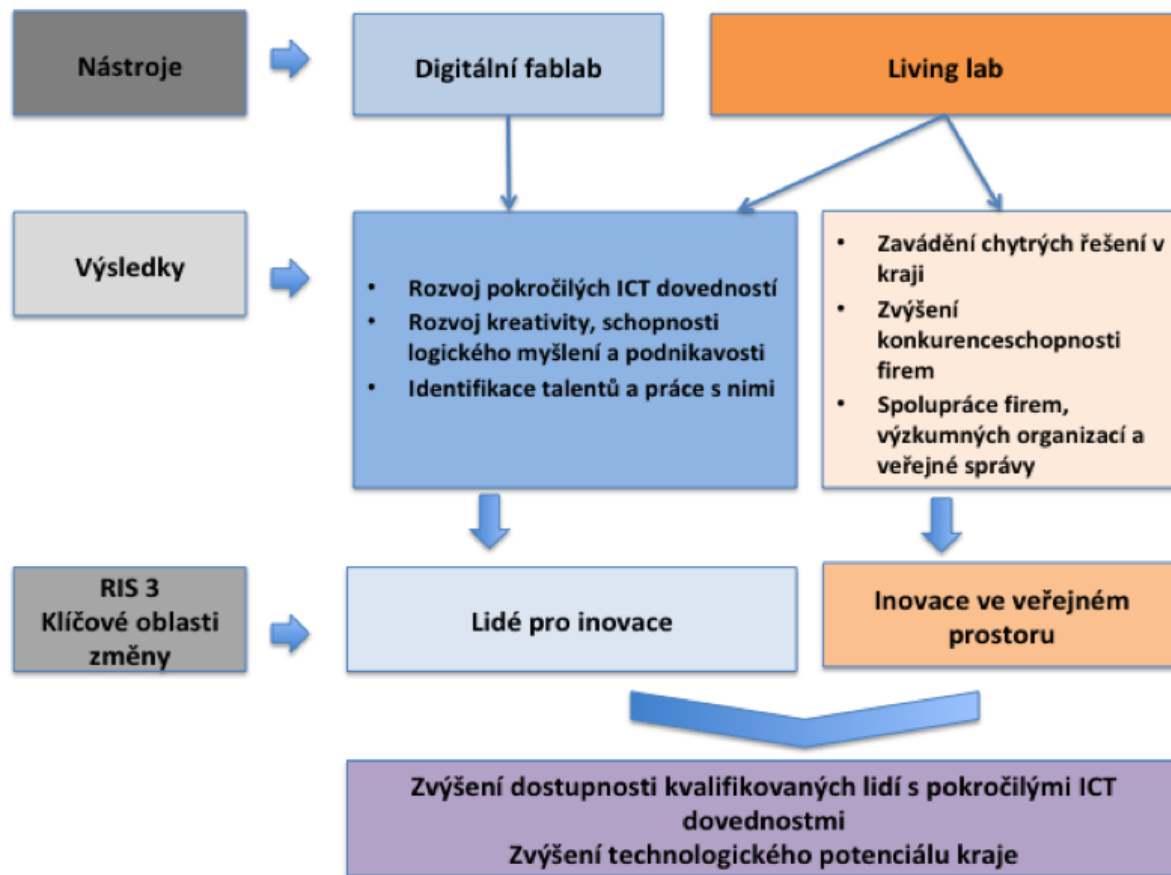 Nástroje
Digitální fablab
Living lab
Výsledky
• Rozvoj pokročilých ICT dovedností
• Rozvoj kreativity, schopnosti
logického myšlení a podnikavosti
• Identifikace talentů a práce s nimi
• Zavádění chytrých řešení v
kraji
• Zvýšení
konkurenceschopnosti
firem
• Spolupráce firem,
výzkumných organizací a
veřejné správy
RIS 3
Klíčové oblasti
změny
Lidé pro inovace
Inovace ve veřejném
prostoru
Zvýšení dostupnosti kvalifikovaných lidí s pokročilými ICT
dovednostmi
Zvýšení technologického potenciálu kraje